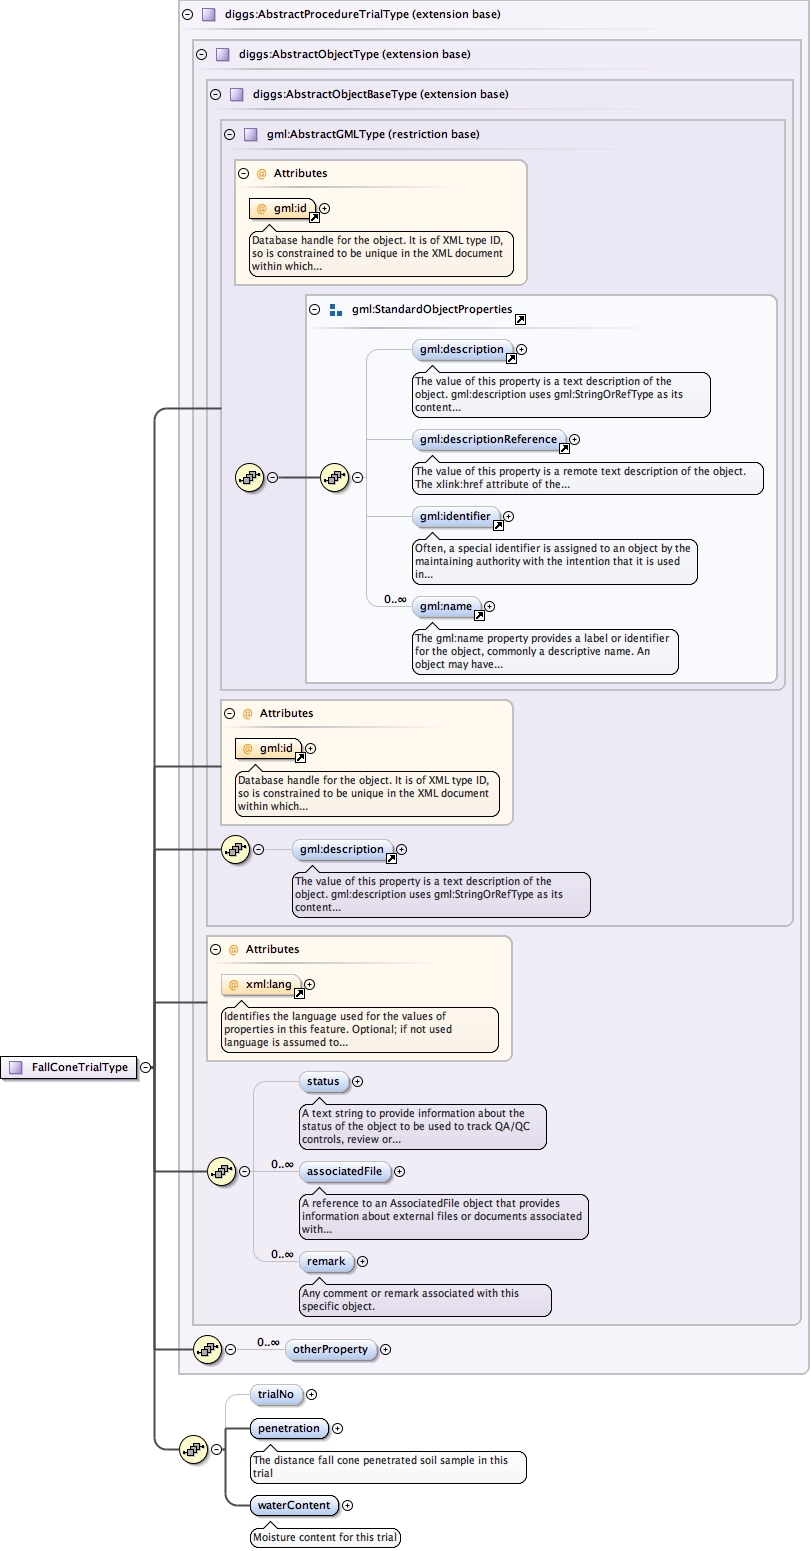 diggs:AbstractProcedureTrialType (extension base)
diggs:AbstractObjectType (extension base)
diggs:AbstractObjectBaseType (extension base)
gml:AbstractGMLType (restriction base)
@ Attributes
@ gml:id
Database handle for the object. It is of XML type ID,
so is constrained to be unique in the XML document
within which...
gml:StandardObjectProperties
gml:description
The value of this property is a text description of the
object. gml:description uses gml:StringOrRefType as its
content...
gml:descriptionReference
The value of this property is a remote text description of the object.
The xlink:href attribute of the...
gml:identifier
Often, a special identifier is assigned to an object by the
maintaining authority with the intention that it is used
in...
0..∞
gml:name
The gml:name property provides a label or identifier
for the object, commonly a descriptive name. An
object may have...
@ Attributes
@ gml:id
Database handle for the object. It is of XML type ID,
so is constrained to be unique in the XML document
within which...
gml:description
The value of this property is a text description of the
object. gml:description uses gml:StringOrRefType as its
content...
@ Attributes
@ xml:lang
Identifies the language used for the values of
properties in this feature. Optional; if not used
language is assumed to...
FallConeTrialType
status
A text string to provide information about the
status of the object to be used to track QA/QC
controls, review or...
0..∞
associatedFile
A reference to an AssociatedFile object that provides
information about external files or documents associated
with...
0..∞
remark
Any comment or remark associated with this
specific object.
0..∞
otherProperty
trialNo
penetration
The distance fall cone penetrated soil sample in this
trial
waterContent
Moisture content for this trial